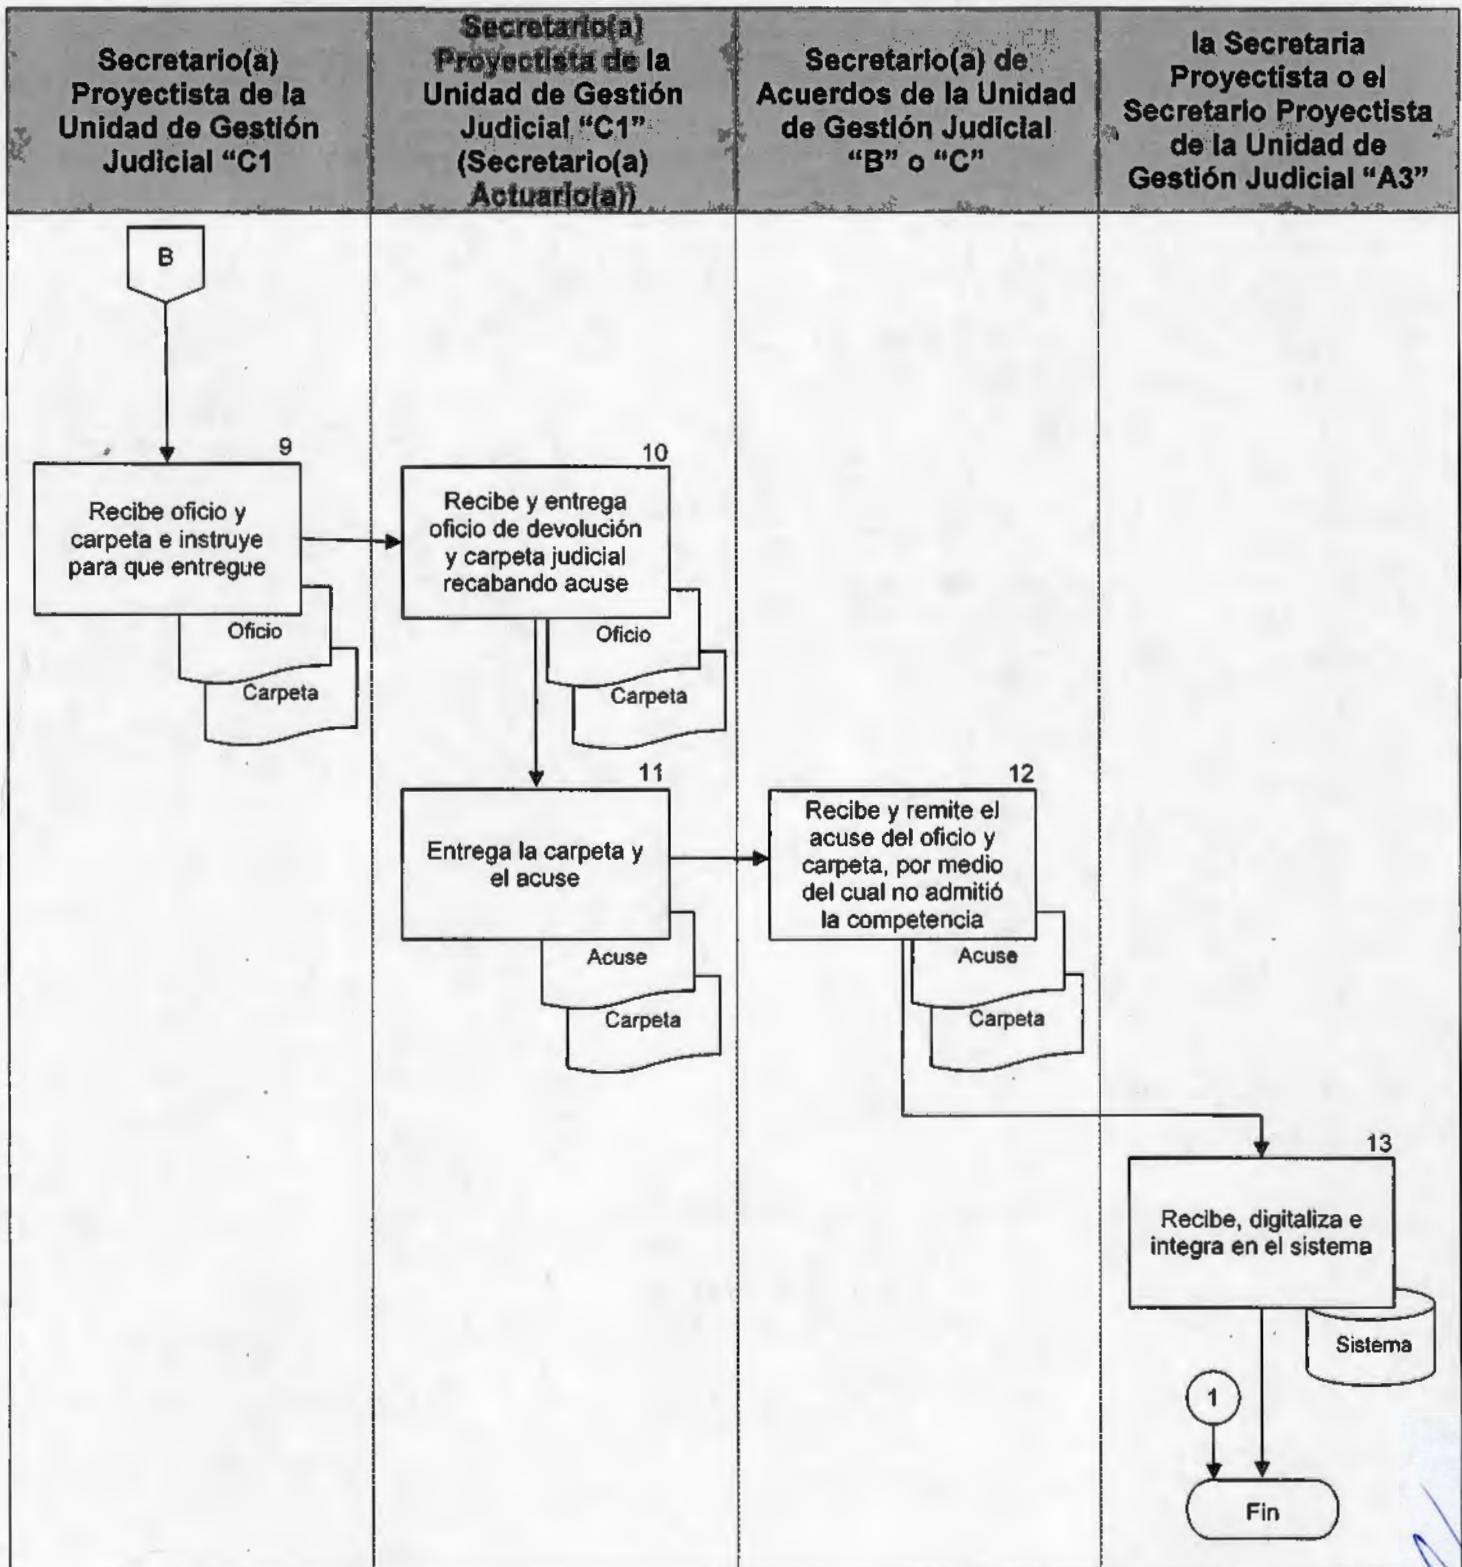 Secretario(a)
Proyectista de la
Unidad de Gestión
Judicial “C1
Secretario(a)
Proyectista de la
Unidad de Gestión
Judicial “C1”
(Secretario(a)
Actuario(a))
Secretario(a) de
Acuerdos de la Unidad
de Gestión Judicial
“B” o “C”
la Secretaria
Proyectista o el
Secretario Proyectista
de la Unidad de
Gestión Judicial “A3”
B
9
Recibe oficio y
carpeta e instruye
para que entregue
Oficio
Carpeta
10
Recibe y entrega
oficio de devolución
y carpeta judicial
recabando acuse
Oficio
Carpeta
11
Entrega la carpeta y
el acuse
Acuse
Carpeta
12
Recibe y remite el
acuse del oficio y
carpeta, por medio
del cual no admitió
la competencia
Acuse
Carpeta
13
Recibe, digitaliza e
integra en el sistema
Sistema
1
Fin